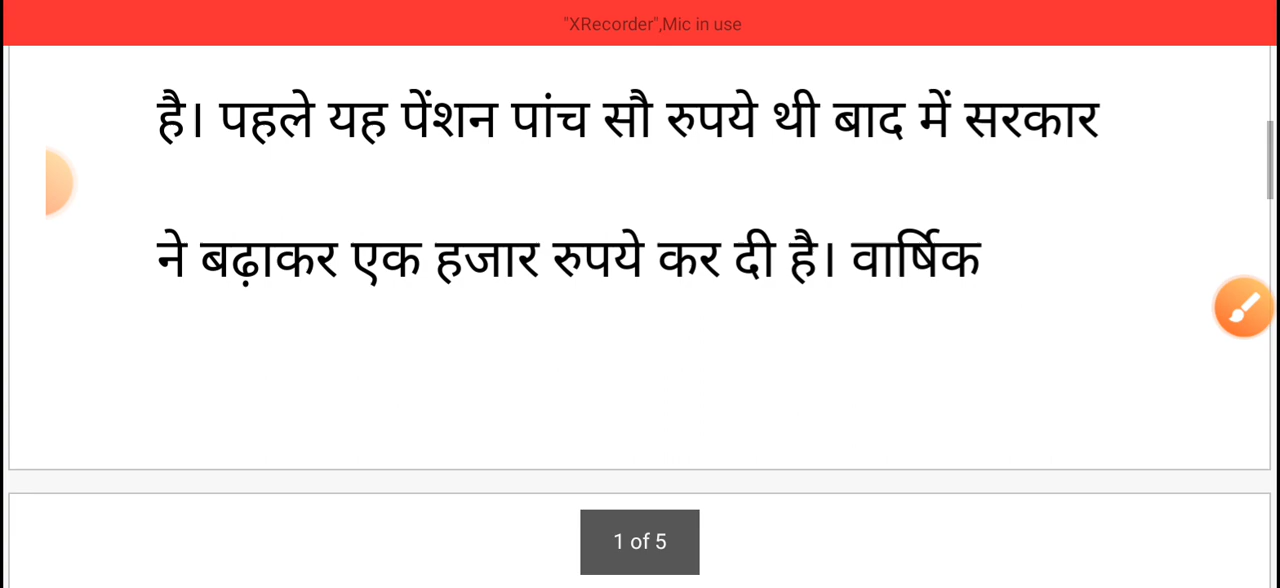 "XRecorder",Mic in use
है। पहले यह पेंशन पांच सौ रुपये थी बाद में सरकार
ने बढ़ाकर एक हजार रुपये कर दी है। वार्षिक
1 of 5